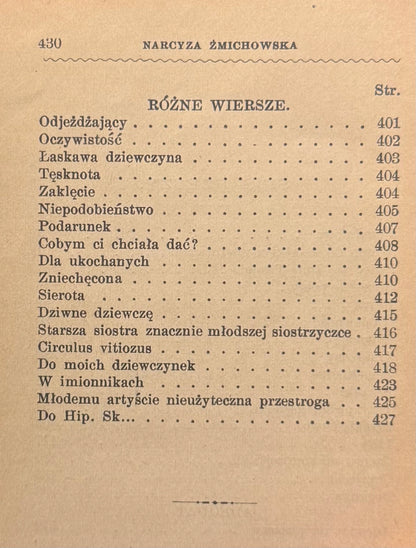 430 NARCYZA ŻMICHOWSKA
Str.
RÓŻNE WIERSZE.
Odjeżdżający . . . . . . . . . . . . . 401
Oczywistość . . . . . . . . . . . . . 402
Łaskawa dziewczyna . . . . . . . . . . 403
Tęsknota . . . . . . . . . . . . . . 404
Zaklęcie . . . . . . . . . . . . . . 404
Niepodobieństwo . . . . . . . . . . . 405
Podarunek . . . . . . . . . . . . . . 407
Cobym ci chciała dać? . . . . . . . . . 408
Dla ukochanych . . . . . . . . . . . . 410
Zniechęcona . . . . . . . . . . . . . 410
Sierota . . . . . . . . . . . . . . . 412
Dziwne dziewczę . . . . . . . . . . . 415
Starsza siostra znacznie młodszej siostrzyczce . 416
Circulus vitiozus . . . . . . . . . . . 417
Do moich dziewczynek . . . . . . . . . 418
W imionnikach . . . . . . . . . . . . 423
Młodemu artyście nieużyteczna przestroga . . . 425
Do Hip. Sk... . . . . . . . . . . . . . 427